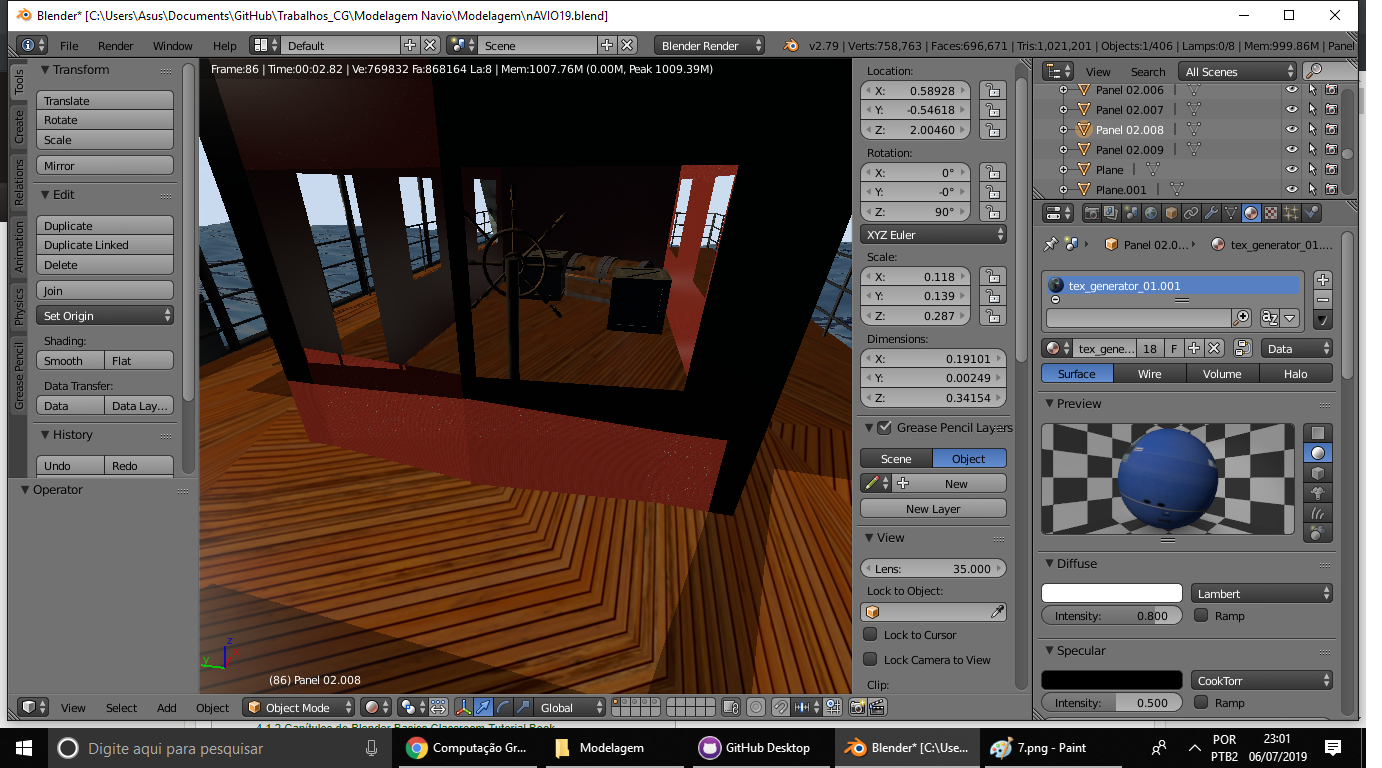 Blender* [C:\Users\Asus\Documents\GitHub\Trabalhos_CG\Modelagem Navio\Modelagem\nAVIO19.blend]
File Render Window Help Default Scene Blender Render v2.79 | Verts:758,763 | Faces:696,671 | Tris:1,021,201 | Objects:1/406 | Lamps:0/8 | Mem:999.86M | Panel
Tools
Create
Relations
Animation
Physics
Grease Pencil
Transform
Translate
Rotate
Scale
Mirror
Edit
Duplicate
Duplicate Linked
Delete
Join
Set Origin
Shading:
Smooth Flat
Data Transfer:
Data Data Lay...
History
Undo Redo
Operator
Frame:86 | Time:00:02.82 | Ve:769832 Fa:868164 La:8 | Mem:1007.76M (0.00M, Peak 1009.39M)
z
y
(86) Panel 02.008
Location:
X: 0.58928
Y: -0.54618
Z: 2.00460
Rotation:
X: 0°
Y: -0°
Z: 90°
XYZ Euler
Scale:
X: 0.118
Y: 0.139
Z: 0.287
Dimensions:
X: 0.19101
Y: 0.00249
Z: 0.34154
Grease Pencil Layers
Scene Object
New
New Layer
View
Lens: 35.000
Lock to Object:
Lock to Cursor
Lock Camera to View
Clip:
View Search All Scenes
Panel 02.006
Panel 02.007
Panel 02.008
Panel 02.009
Plane
Plane.001
Panel 02.0... tex_generator_01....
tex_generator_01.001
tex_gene... 18 F Data
Surface Wire Volume Halo
Preview
Diffuse
Lambert
Intensity: 0.800 Ramp
Specular
CookTorr
Intensity: 0.500 Ramp
View Select Add Object Object Mode Global
4.1.2 Capítulos do Blender Basics Classroom Tutorial Book
Digite aqui para pesquisar Computação Gr... Modelagem GitHub Desktop Blender* [C:\Use... 7.png - Paint POR 23:01
PTB2 06/07/2019